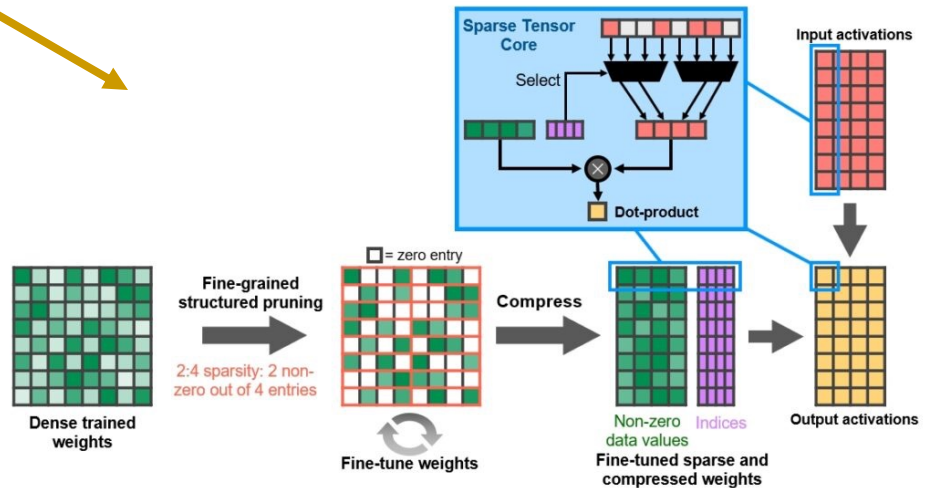 Sparse Tensor
Core
Select
Dot-product
Input activations
= zero entry
Fine-grained
structured pruning
2:4 sparsity: 2 non-
zero out of 4 entries
Compress
Dense trained
weights
Fine-tune weights
Non-zero
data values
Indices
Fine-tuned sparse and
compressed weights
Output activations